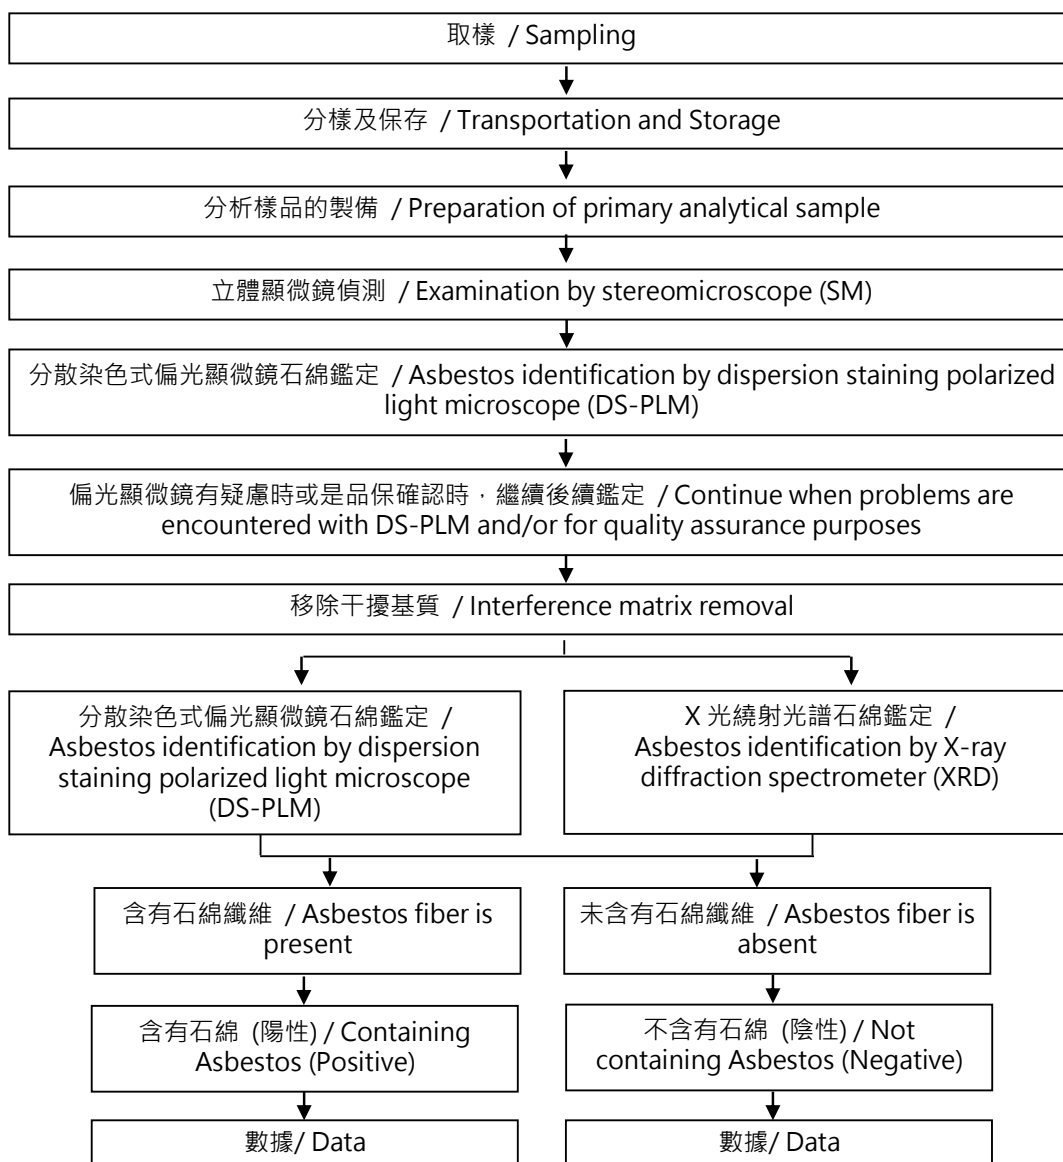 取樣 / Sampling
分樣及保存 / Transportation and Storage
分析樣品的製備 / Preparation of primary analytical sample
立體顯微鏡偵測 / Examination by stereomicroscope (SM)
分散染色式偏光顯微鏡石綿鑑定 / Asbestos identification by dispersion staining polarized
light microscope (DS-PLM)
偏光顯微鏡有疑慮時或是品保確認時，繼續後續鑑定 / Continue when problems are
encountered with DS-PLM and/or for quality assurance purposes
移除干擾基質 / Interference matrix removal
分散染色式偏光顯微鏡石綿鑑定 /
Asbestos identification by dispersion
staining polarized light microscope
(DS-PLM)
X 光繞射光譜石綿鑑定 /
Asbestos identification by X-ray
diffraction spectrometer (XRD)
含有石綿纖維 / Asbestos fiber is
present
未含有石綿纖維 / Asbestos fiber is
absent
含有石綿 (陽性) / Containing
Asbestos (Positive)
不含有石綿 (陰性) / Not
containing Asbestos (Negative)
數據/ Data
數據/ Data